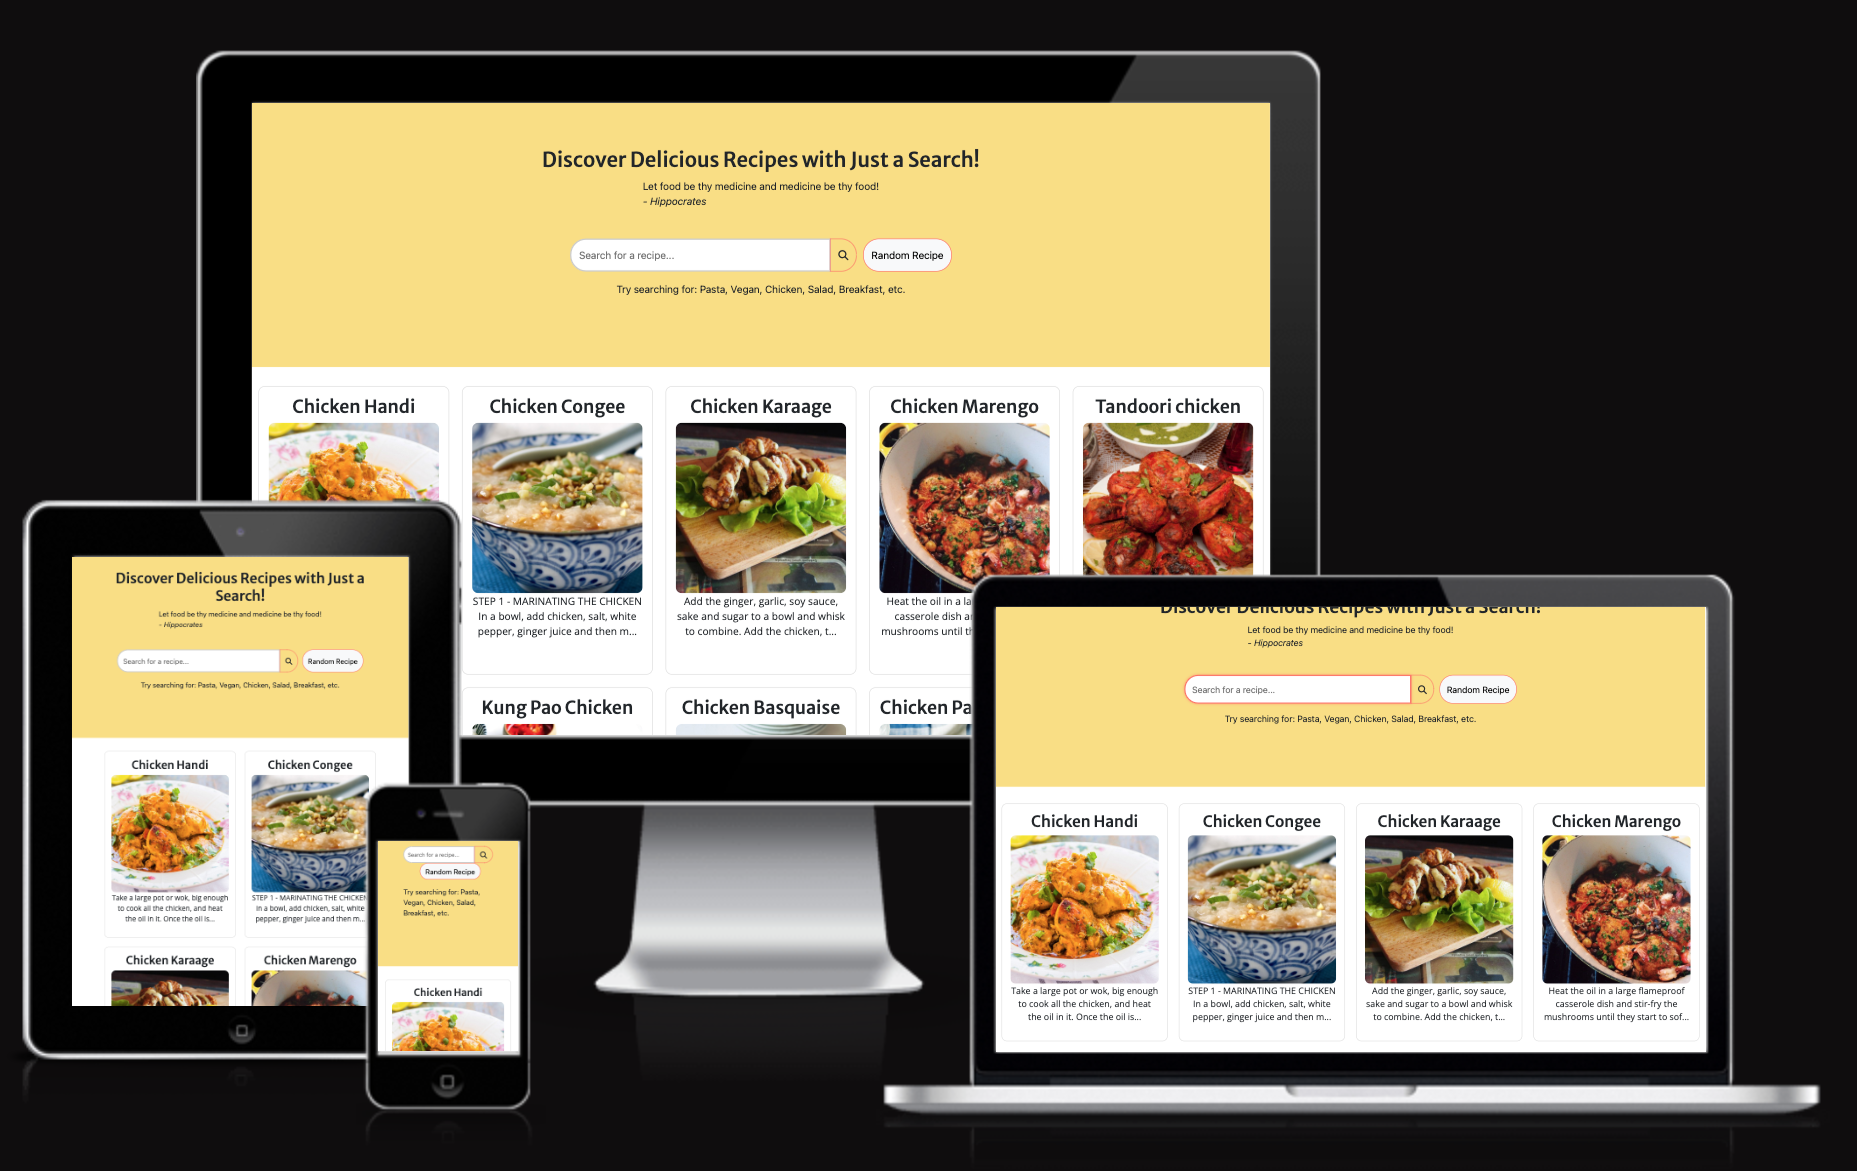 Discover Delicious Recipes with Just a Search!
Let food be thy medicine and medicine be thy food!
- Hippocrates
Search for a recipe...
Random Recipe
Try searching for: Pasta, Vegan, Chicken, Salad, Breakfast, etc.
Chicken Handi
Chicken Congee
STEP 1 - MARINATING THE CHICKEN
In a bowl, add chicken, salt, white
pepper, ginger juice and then m...
Chicken Karaage
Add the ginger, garlic, soy sauce,
sake and sugar to a bowl and whisk
to combine. Add the chicken, t...
Chicken Marengo
Heat the oil in a la
casserole dish a
mushrooms until t
Tandoori chicken
Kung Pao Chicken
Chicken Basquaise
Chicken Pa
Discover Delicious Recipes with Just a
Search!
Let food be thy medicine and medicine be thy food!
- Hippocrates
Search for a recipe...
Random Recipe
Try searching for: Pasta, Vegan, Chicken, Salad, Breakfast, etc.
Chicken Handi
Take a large pot or wok, big enough
to cook all the chicken, and heat
the oil in it. Once the oil is...
Chicken Congee
STEP 1 - MARINATING THE CHICKEN
In a bowl, add chicken, salt, white
pepper, ginger juice and then m...
Chicken Karaage
Chicken Marengo
Search for a recipe...
Random Recipe
Try searching for: Pasta,
Vegan, Chicken, Salad,
Breakfast, etc.
Chicken Handi
Discover Delicious Recipes with Just a Search!
Let food be thy medicine and medicine be thy food!
- Hippocrates
Search for a recipe...
Random Recipe
Try searching for: Pasta, Vegan, Chicken, Salad, Breakfast, etc.
Chicken Handi
Take a large pot or wok, big enough
to cook all the chicken, and heat
the oil in it. Once the oil is...
Chicken Congee
STEP 1 - MARINATING THE CHICKEN
In a bowl, add chicken, salt, white
pepper, ginger juice and then m...
Chicken Karaage
Add the ginger, garlic, soy sauce,
sake and sugar to a bowl and whisk
to combine. Add the chicken, t...
Chicken Marengo
Heat the oil in a large flameproof
casserole dish and stir-fry the
mushrooms until they start to sof...